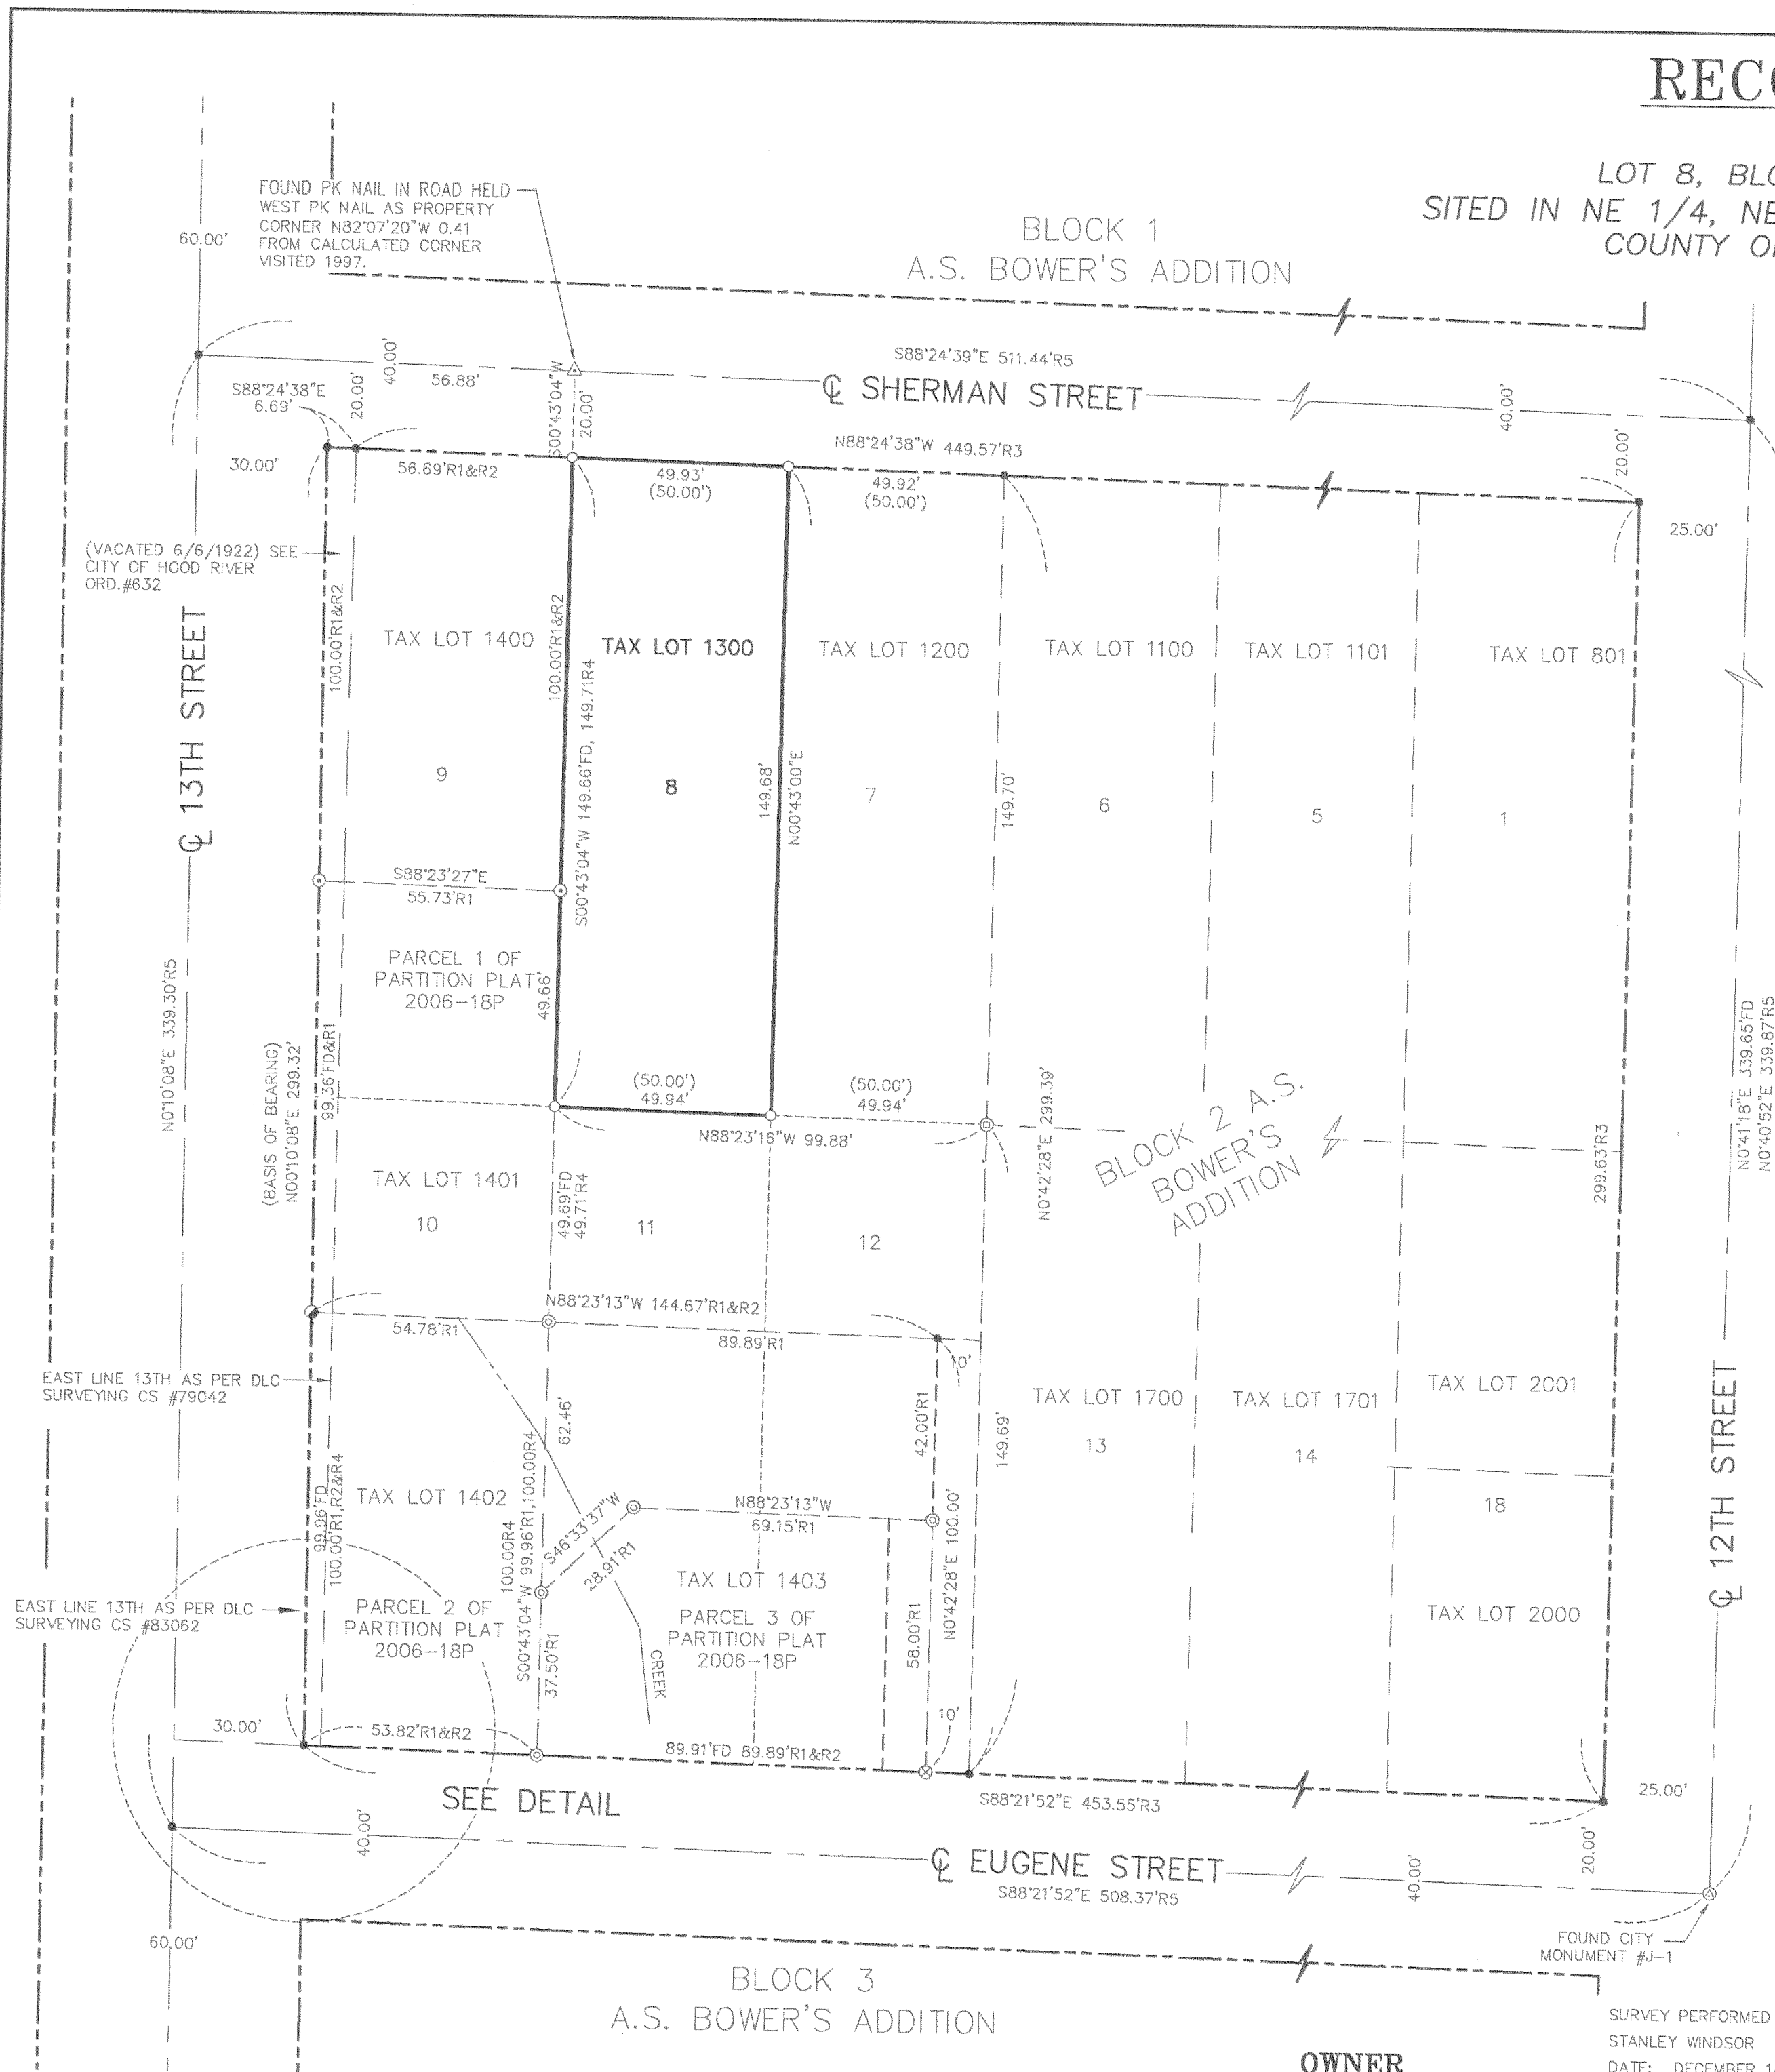 RECO
LOT 8, BLO
SITED IN NE 1/4, NE
COUNTY O
FOUND PK NAIL IN ROAD HELD
WEST PK NAIL AS PROPERTY
CORNER N82°07'20"W 0.41
FROM CALCULATED CORNER
VISITED 1997.
60.00'
BLOCK 1
A.S. BOWER'S ADDITION
S88°24'39"E 511.44'R5
℄ SHERMAN STREET
56.88'
40.00'
20.00'
S00°43'04"W
20.00'
40.00'
20.00'
S88°24'38"E
6.69'
30.00'
56.69'R1&R2
49.93'
(50.00')
N88°24'38"W 449.57'R3
49.92'
(50.00')
25.00'
(VACATED 6/6/1922) SEE
CITY OF HOOD RIVER
ORD.#632
℄ 13TH STREET
100.00'R1&R2
TAX LOT 1400
100.00'R1&R2
TAX LOT 1300
TAX LOT 1200
TAX LOT 1100
TAX LOT 1101
TAX LOT 801
S00°43'04"W 149.66'FD, 149.71R4
9
8
149.68'
N00°43'00"E
7
149.70'
6
5
1
S88°23'27"E
55.73'R1
PARCEL 1 OF
PARTITION PLAT
2006-18P
49.66'
N0°10'08"E 339.30'R5
(BASIS OF BEARING)
N00°10'08"E 299.32'
99.36'FD&R1
(50.00')
49.94'
(50.00')
49.94'
N88°23'16"W 99.88'
N0°42'28"E 299.39'
BLOCK 2 A.S.
BOWER'S
ADDITION
299.63'R3
N0°41'18"E 339.65'FD
N0°40'52"E 339.87'R5
TAX LOT 1401
10
49.69'FD
49.71'R4
11
12
N88°23'13"W 144.67'R1&R2
54.78'R1
89.89'R1
10'
EAST LINE 13TH AS PER DLC
SURVEYING CS #79042
TAX LOT 1700
13
TAX LOT 1701
14
TAX LOT 2001
18
TAX LOT 2000
℄ 12TH STREET
62.46'
42.00'R1
149.69'
99.96'FD
100.00'R1,R2&R4
TAX LOT 1402
100.00R4
S00°43'04"W 99.96'R1,100.00R4
S46°33'37"W
28.91'R1
N88°23'13"W
69.15'R1
N0°42'28"E 100.00'
TAX LOT 1403
EAST LINE 13TH AS PER DLC
SURVEYING CS #83062
PARCEL 2 OF
PARTITION PLAT
2006-18P
PARCEL 3 OF
PARTITION PLAT
2006-18P
37.50'R1
CREEK
58.00'R1
10'
30.00'
53.82'R1&R2
89.91'FD 89.89'R1&R2
S88°21'52"E 453.55'R3
25.00'
SEE DETAIL
40.00'
℄ EUGENE STREET
S88°21'52"E 508.37'R5
40.00'
20.00'
60.00'
FOUND CITY
MONUMENT #J-1
BLOCK 3
A.S. BOWER'S ADDITION
OWNER
SURVEY PERFORMED
STANLEY WINDSOR
DATE: DECEMBER 1